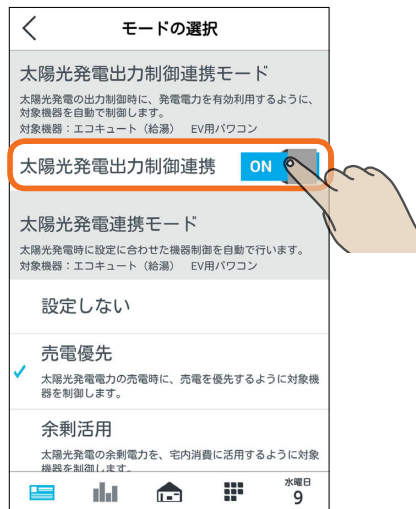 モードの選択
太陽光発電出力制御連携モード
太陽光発電の出力制御時に、発電電力を有効利用するように、
対象機器を自動で制御します。
対象機器：エコキュート（給湯）　EV用パワコン
太陽光発電出力制御連携 ON
太陽光発電連携モード
太陽光発電時に設定に合わせた機器制御を自動で行います。
対象機器：エコキュート（給湯）　EV用パワコン
設定しない
売電優先
太陽光発電電力の売電時に、売電を優先するように対象機
器を制御します。
余剰活用
太陽光発電の余剰電力を、宅内消費に活用するように対象
機器を制御します。
水曜日
9